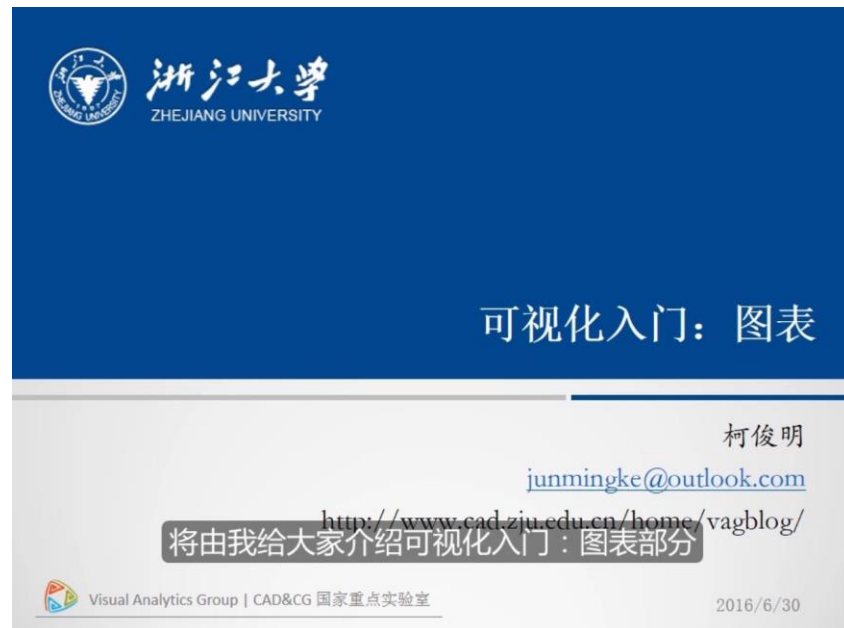 浙江大学
ZHEJIANG UNIVERSITY
可视化入门：图表
柯俊明
junmingke@outlook.com
http://www.cad.zju.edu.cn/home/vagblog/
将由我给大家介绍可视化入门：图表部分
Visual Analytics Group | CAD&CG 国家重点实验室
2016/6/30